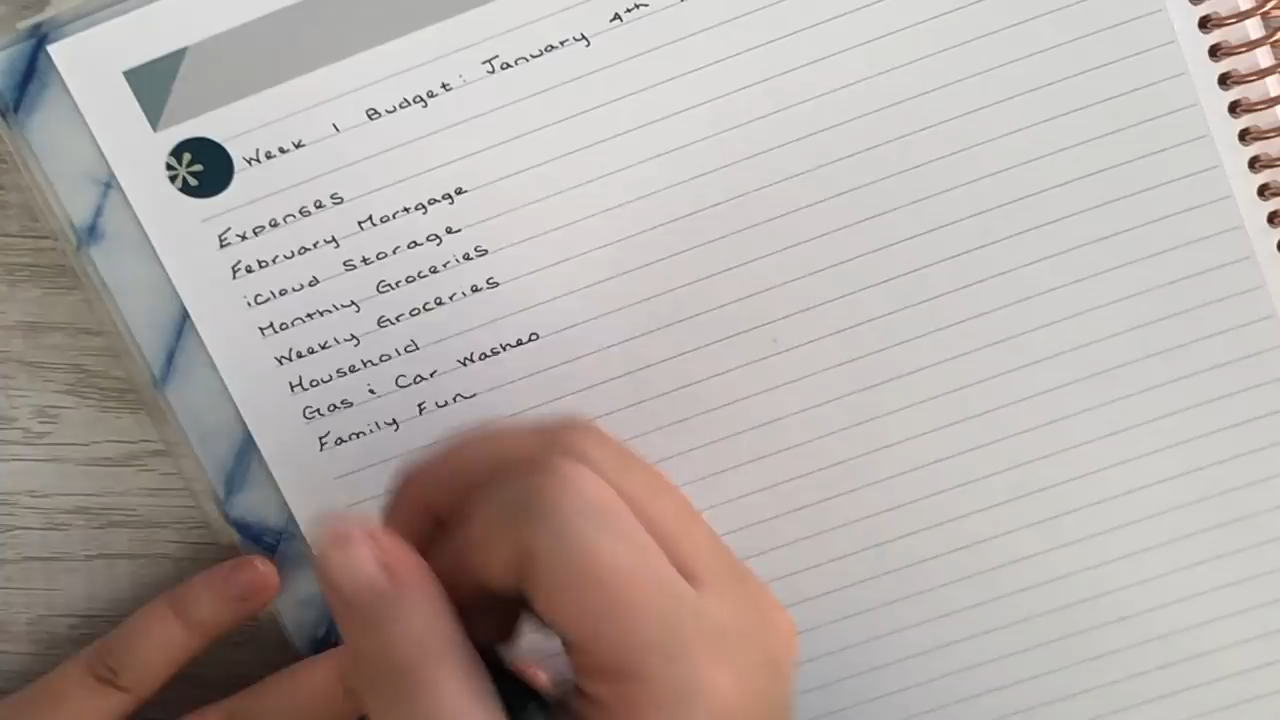 Week 1 Budget: January 4th
Expenses
February Mortgage
iCloud Storage
Monthly Groceries
Weekly Groceries
Household
Gas & Car Washes
Family Fun